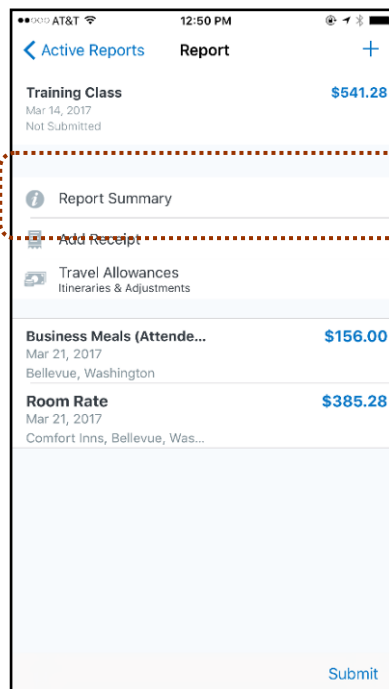 AT&T 12:50 PM
Active Reports Report +
Training Class $541.28
Mar 14, 2017
Not Submitted
Report Summary
Add Receipt
Travel Allowances
Itineraries & Adjustments
Business Meals (Attende... $156.00
Mar 21, 2017
Bellevue, Washington
Room Rate $385.28
Mar 21, 2017
Comfort Inns, Bellevue, Was...
Submit